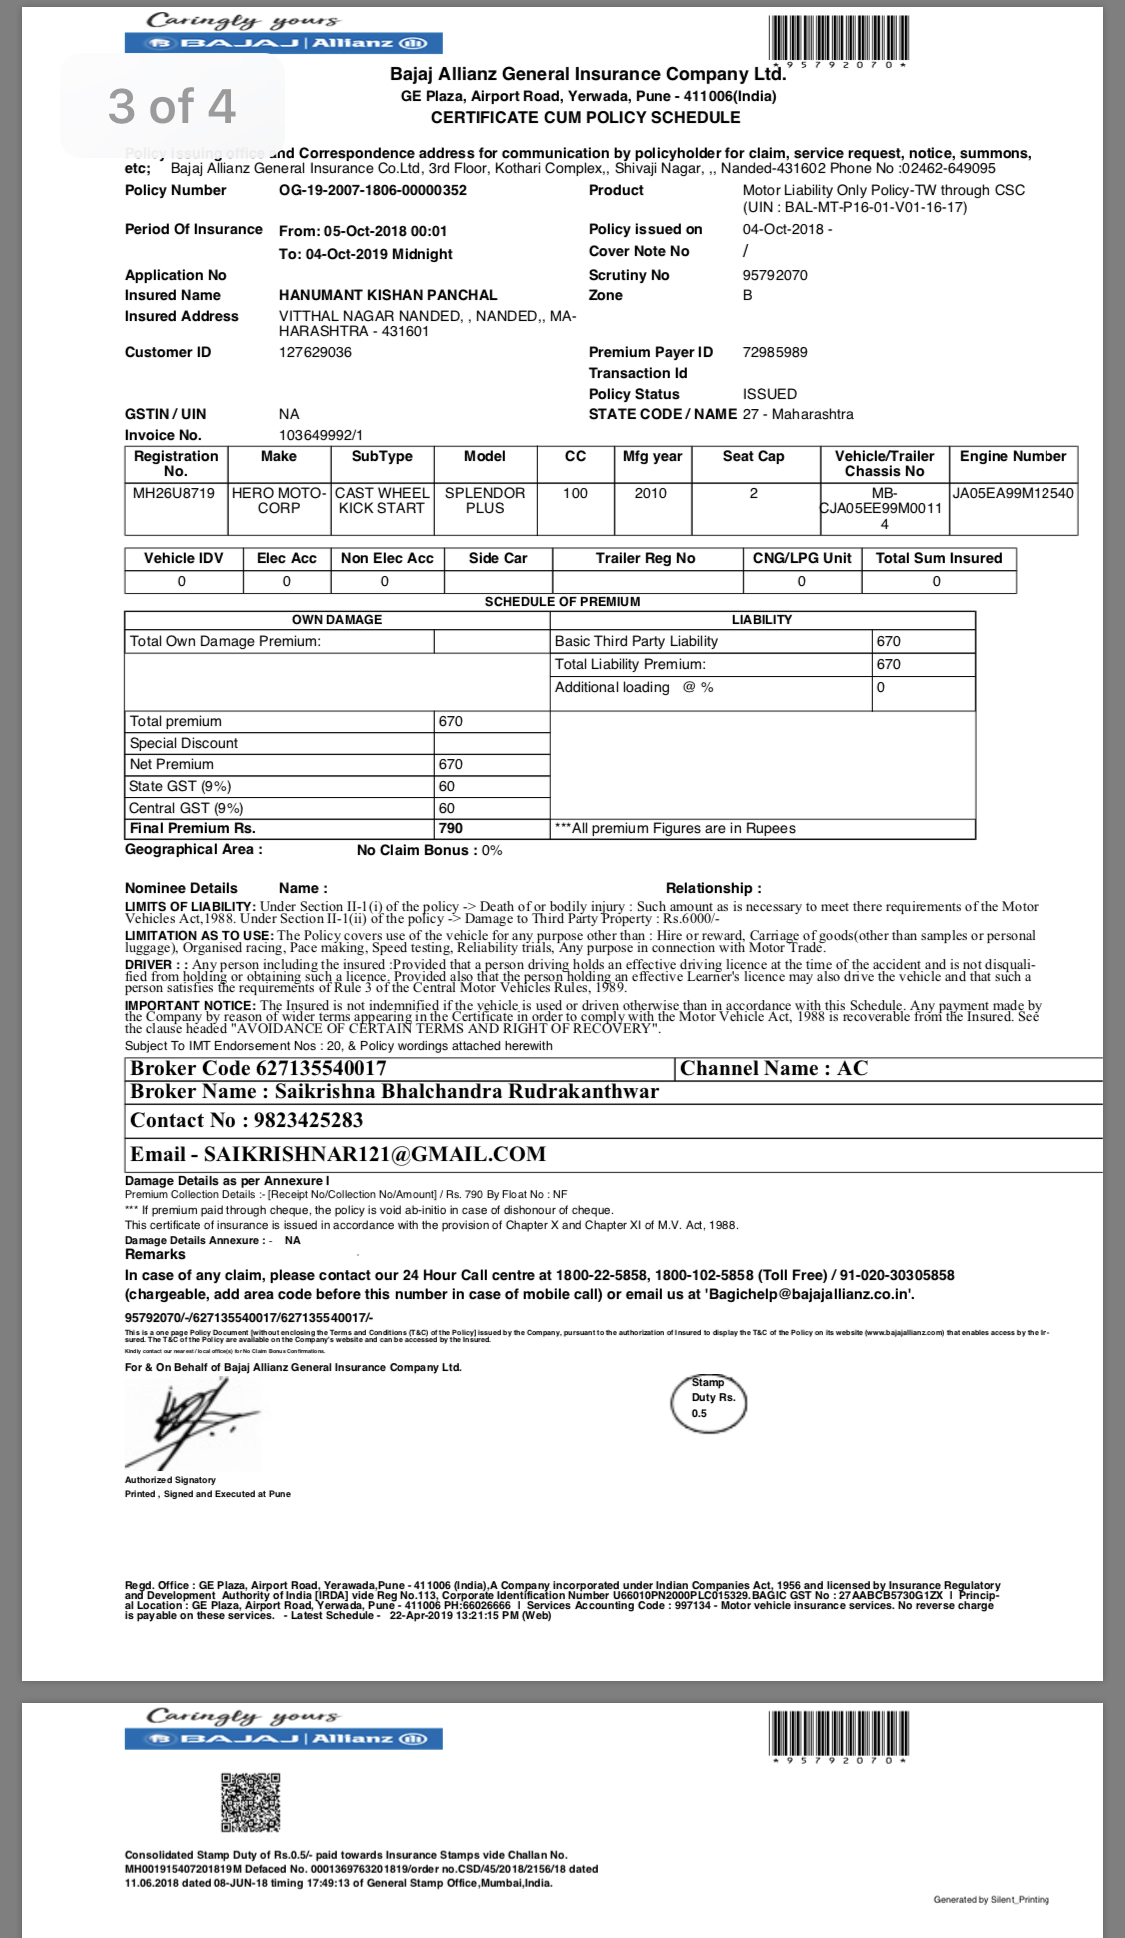 Caringly yours
BAJAJ | Allianz
*95792070*
3 of 4
Bajaj Allianz General Insurance Company Ltd.
GE Plaza, Airport Road, Yerwada, Pune - 411006(India)
CERTIFICATE CUM POLICY SCHEDULE
Policy Issuing office and Correspondence address for communication by policyholder for claim, service request, notice, summons,
etc; Bajaj Allianz General Insurance Co.Ltd, 3rd Floor, Kothari Complex,, Shivaji Nagar, ,, Nanded-431602 Phone No :02462-649095
Policy Number OG-19-2007-1806-00000352 Product Motor Liability Only Policy-TW through CSC
(UIN : BAL-MT-P16-01-V01-16-17)
Period Of Insurance From: 05-Oct-2018 00:01 Policy issued on 04-Oct-2018 -
To: 04-Oct-2019 Midnight Cover Note No /
Application No Scrutiny No 95792070
Insured Name HANUMANT KISHAN PANCHAL Zone B
Insured Address VITTHAL NAGAR NANDED, , NANDED,, MA-
HARASHTRA - 431601
Customer ID 127629036 Premium Payer ID 72985989
Transaction Id
Policy Status ISSUED
GSTIN / UIN NA STATE CODE / NAME 27 - Maharashtra
Invoice No. 103649992/1
Registration No. Make SubType Model CC Mfg year Seat Cap Vehicle/Trailer Chassis No Engine Number
MH26U8719 HERO MOTO-CORP CAST WHEEL KICK START SPLENDOR PLUS 100 2010 2 MB-CJA05EE99M00114 JA05EA99M12540
Vehicle IDV Elec Acc Non Elec Acc Side Car Trailer Reg No CNG/LPG Unit Total Sum Insured
0 0 0 0 0
SCHEDULE OF PREMIUM
OWN DAMAGE LIABILITY
Total Own Damage Premium: Basic Third Party Liability 670
Total Liability Premium: 670
Additional loading @ % 0
Total premium 670
Special Discount
Net Premium 670
State GST (9%) 60
Central GST (9%) 60
Final Premium Rs. 790 ***All premium Figures are in Rupees
Geographical Area : No Claim Bonus : 0%
Nominee Details Name : Relationship :
LIMITS OF LIABILITY: Under Section II-1(i) of the policy -> Death of or bodily injury : Such amount as is necessary to meet there requirements of the Motor
Vehicles Act,1988. Under Section II-1(ii) of the policy -> Damage to Third Party Property : Rs.6000/-
LIMITATION AS TO USE: The Policy covers use of the vehicle for any purpose other than : Hire or reward, Carriage of goods(other than samples or personal
luggage), Organised racing, Pace making, Speed testing, Reliability trials, Any purpose in connection with Motor Trade.
DRIVER : : Any person including the insured :Provided that a person driving holds an effective driving licence at the time of the accident and is not disquali-
fied from holding or obtaining such a licence. Provided also that the person holding an effective Learner's licence may also drive the vehicle and that such a
person satisfies the requirements of Rule 3 of the Central Motor Vehicles Rules, 1989.
IMPORTANT NOTICE: The Insured is not indemnified if the vehicle is used or driven otherwise than in accordance with this Schedule. Any payment made by
the Company by reason of wider terms appearing in the Certificate in order to comply with the Motor Vehicle Act, 1988 is recoverable from the Insured. See
the clause headed "AVOIDANCE OF CERTAIN TERMS AND RIGHT OF RECOVERY".
Subject To IMT Endorsement Nos : 20, & Policy wordings attached herewith
Broker Code 627135540017 Channel Name : AC
Broker Name : Saikrishna Bhalchandra Rudrakanthwar
Contact No : 9823425283
Email - SAIKRISHNAR121@GMAIL.COM
Damage Details as per Annexure I
Premium Collection Details :- [Receipt No/Collection No/Amount] / Rs. 790 By Float No : NF
*** If premium paid through cheque, the policy is void ab-initio in case of dishonour of cheque.
This certificate of insurance is issued in accordance with the provision of Chapter X and Chapter XI of M.V. Act, 1988.
Damage Details Annexure : - NA
Remarks
In case of any claim, please contact our 24 Hour Call centre at 1800-22-5858, 1800-102-5858 (Toll Free) / 91-020-30305858
(chargeable, add area code before this number in case of mobile call) or email us at 'Bagichelp@bajajallianz.co.in'.
95792070/-/627135540017/627135540017/-
This is a one page Policy Document [without enclosing the Terms and Conditions (T&C) of the Policy] issued by the Company, pursuant to the authorization of Insured to display the T&C of the Policy on its website (www.bajajallianz.com) that enables access by the Ir-
sured. The T&C of the Policy are available on the Company's website and can be accessed by the Insured.
Kindly contact our nearest / local office(s) for No Claim Bonus Confirmations.
For & On Behalf of Bajaj Allianz General Insurance Company Ltd.
Stamp
Duty Rs.
0.5
Authorized Signatory
Printed , Signed and Executed at Pune
Regd. Office : GE Plaza, Airport Road, Yerawada,Pune - 411006 (India),A Company incorporated under Indian Companies Act, 1956 and licensed by Insurance Regulatory
and Development Authority of India [IRDA] vide Reg No.113, Corporate Identification Number U66010PN2000PLC015329.BAGIC GST No : 27AABCB5730G1ZX | Princip-
al Location : GE Plaza, Airport Road, Yerwada, Pune - 411006 PH:66026666 | Services Accounting Code : 997134 - Motor vehicle insurance services. No reverse charge
is payable on these services. - Latest Schedule - 22-Apr-2019 13:21:15 PM (Web)
Caringly yours
BAJAJ | Allianz
*95792070*
Consolidated Stamp Duty of Rs.0.5/- paid towards Insurance Stamps vide Challan No.
MH001915407201819M Defaced No. 0001369763201819/order no.CSD/45/2018/2156/18 dated
11.06.2018 dated 08-JUN-18 timing 17:49:13 of General Stamp Office,Mumbai,India.
Generated by Silent_Printing